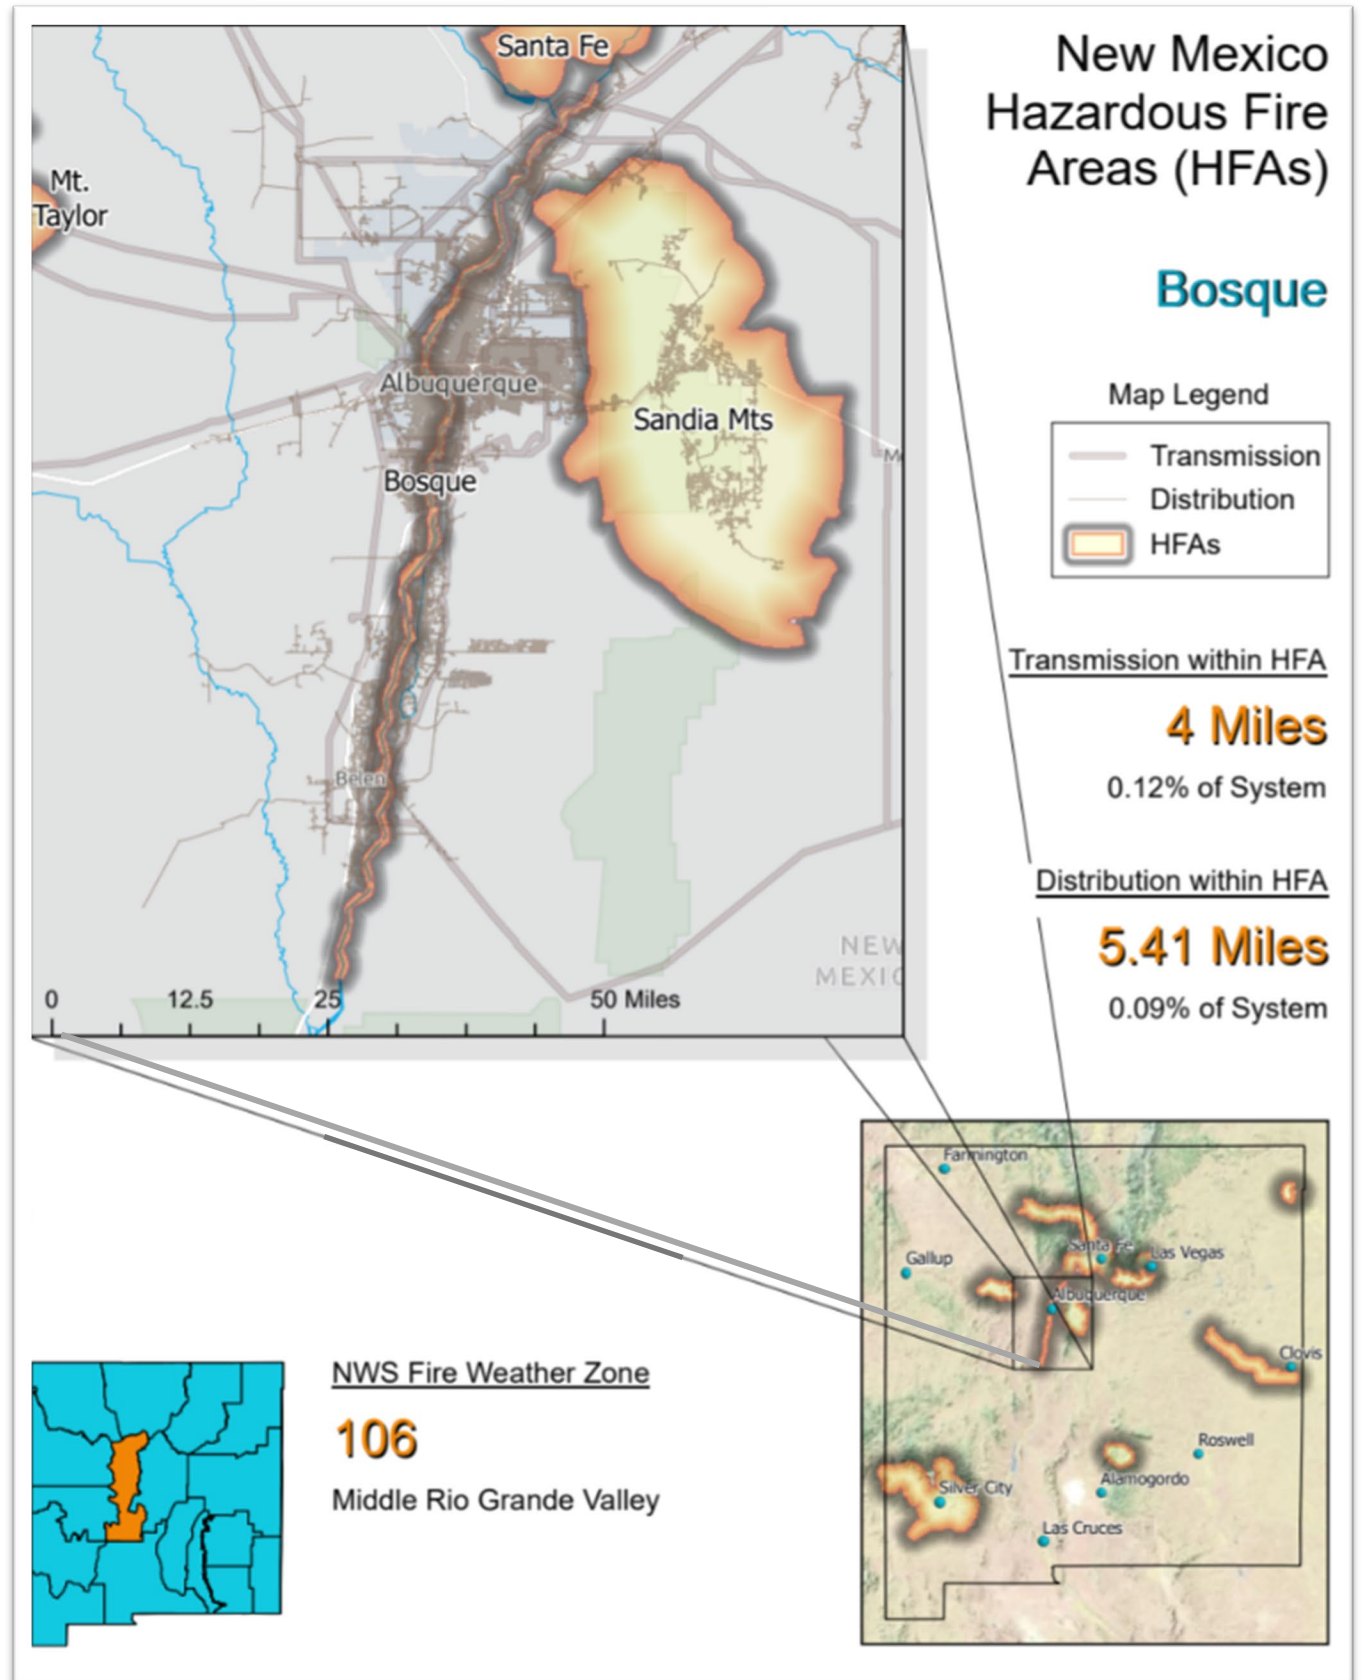 New Mexico
Hazardous Fire
Areas (HFAs)
Bosque
Map Legend
Transmission
Distribution
HFAs
Transmission within HFA
4 Miles
0.12% of System
Distribution within HFA
5.41 Miles
0.09% of System
Santa Fe
Mt.
Taylor
Albuquerque
Sandia Mts
Bosque
Belen
NEW
MEXIC
0 12.5 25 50 Miles
Farmington
Santa Fe
Las Vegas
Gallup
Albuquerque
Clovis
Roswell
Alamogordo
Silver City
Las Cruces
NWS Fire Weather Zone
106
Middle Rio Grande Valley